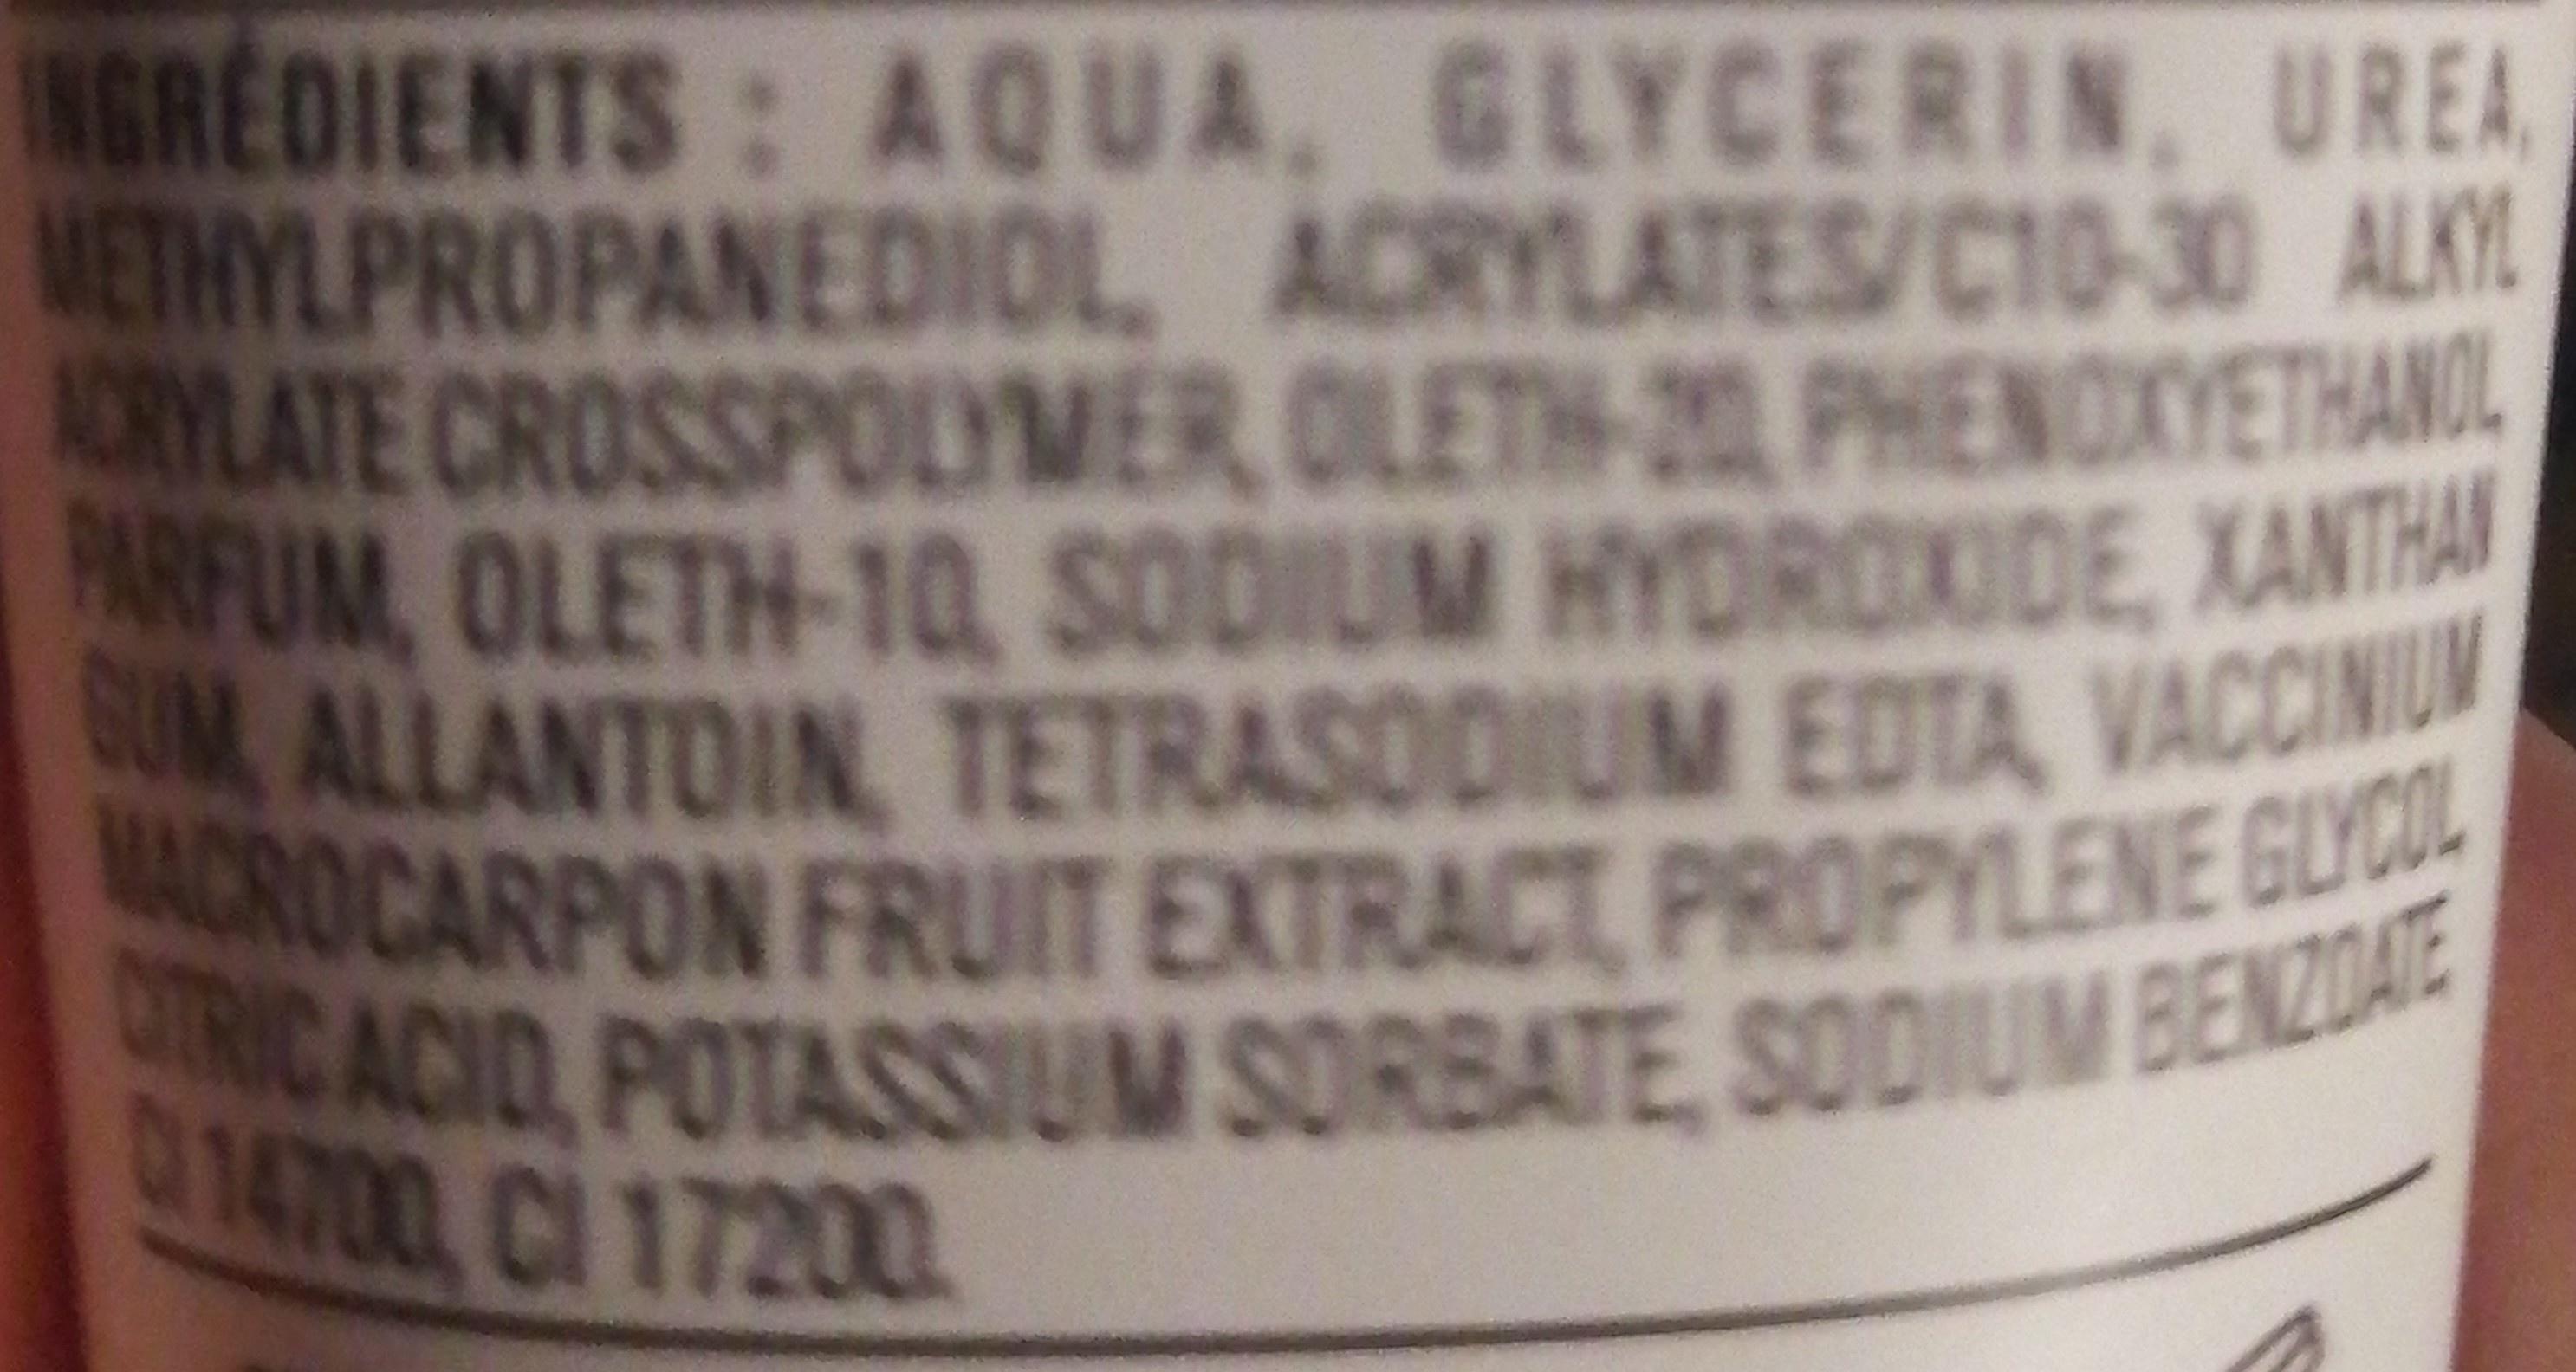 INGRÉDIENTS : AQUA, GLYCERIN, UREA,
METHYLPROPANEDIOL, ACRYLATES/C10-30 ALKYL
ACRYLATE CROSSPOLYMER, OLETH-20, PHENOXYETHANOL
PARFUM, OLETH-10, SODIUM HYDROXIDE, XANTHAN
GUM, ALLANTOIN, TETRASODIUM EDTA, VACCINIUM
MACROCARPON FRUIT EXTRACT, PROPYLENE GLYCOL
CITRIC ACID, POTASSIUM SORBATE, SODIUM BENZOATE
CI 14700, CI 17200.